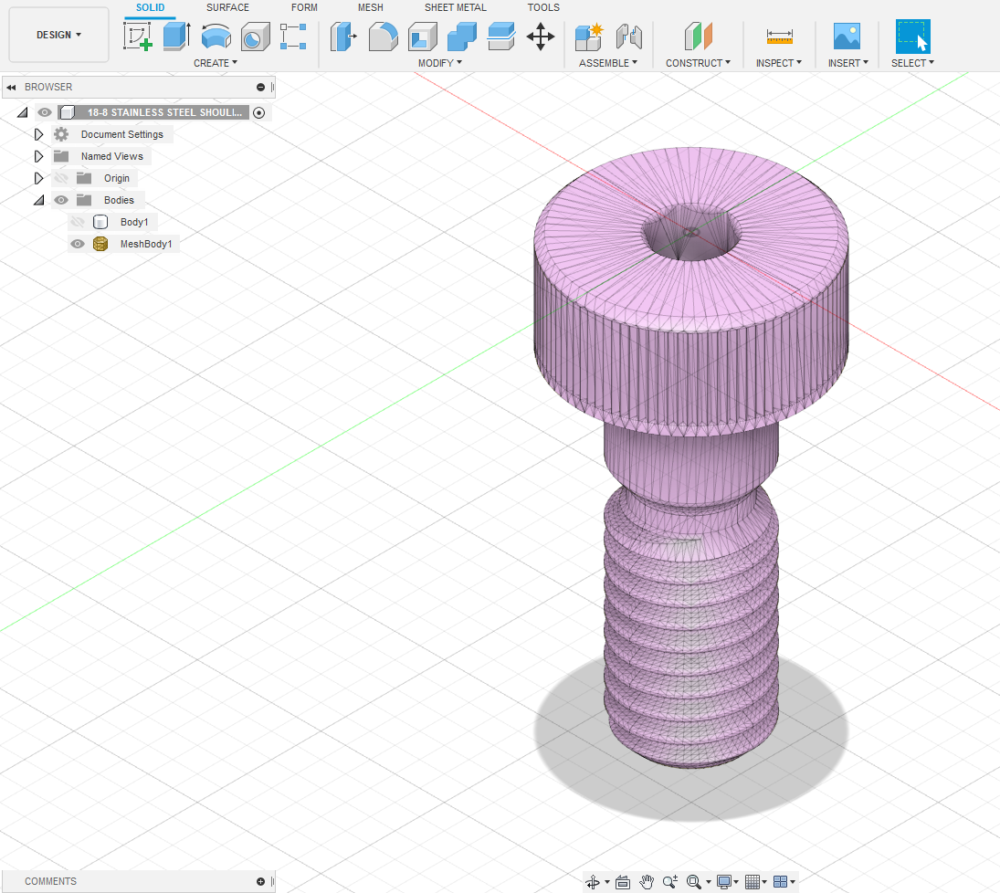 SOLID SURFACE FORM MESH SHEET METAL TOOLS
DESIGN
CREATE MODIFY ASSEMBLE CONSTRUCT INSPECT INSERT SELECT
BROWSER
18-8 STAINLESS STEEL SHOUL...
Document Settings
Named Views
Origin
Bodies
Body1
MeshBody1
COMMENTS